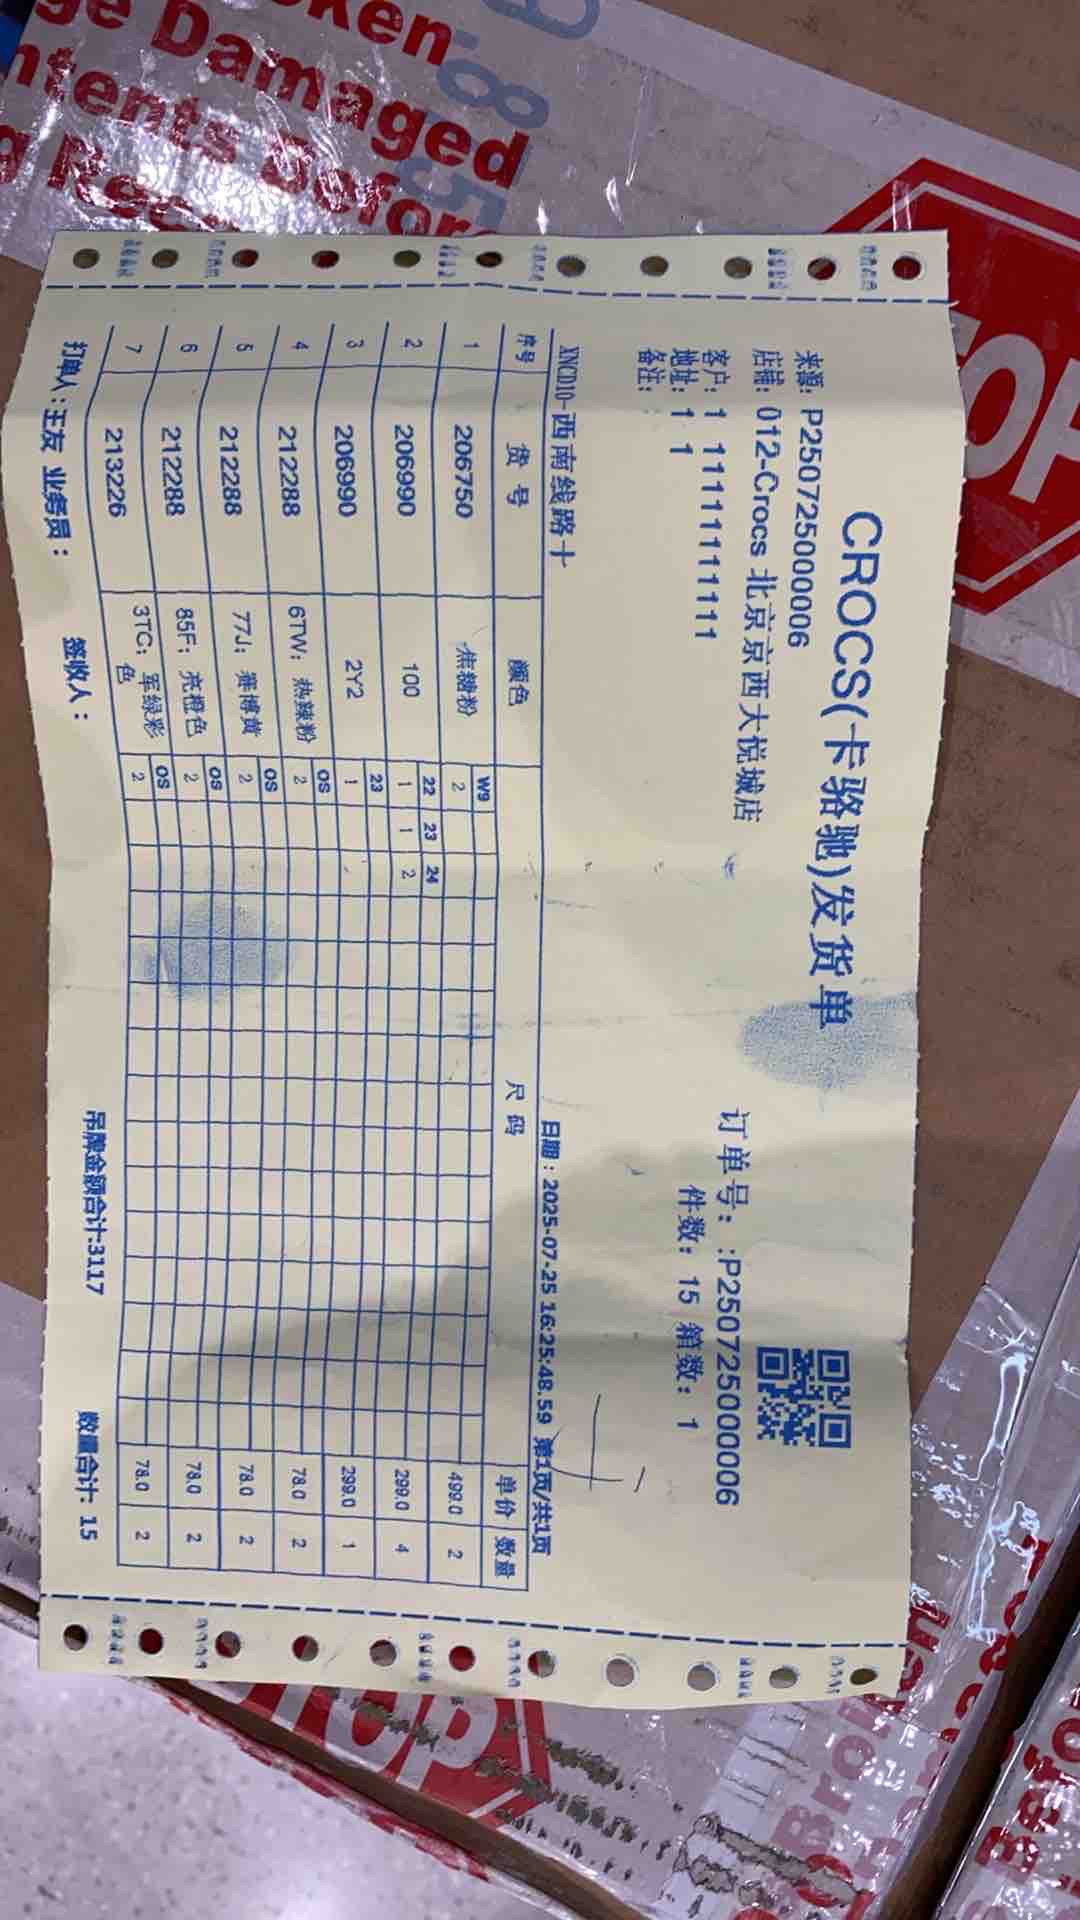 CROCS(卡骆驰)发货单
来源: P250725000006
店铺: 012-Crocs 北京京西大悦城店
订单号: :P250725000006
客户: 1 11111111111
件数: 15 箱数: 1
地址: 1 1
备注:
XNCD10-西南线路十
日期: 2025-07-25 16:25:48.59 第1页/共1页
序号 货号 颜色 尺码 单价 数量
W9
1 206750 焦糖粉 2 499.0 2
22 23 24
2 206990 100 1 1 2 299.0 4
23
3 206990 2Y2 1 299.0 1
OS
4 212288 6TW: 热辣粉 2 78.0 2
OS
5 212288 77J: 赛博黄 2 78.0 2
OS
6 212288 85F: 亮橙色 2 78.0 2
OS
7 213226 3TC: 军绿彩色 2 78.0 2
打单人: 王友 业务员: 签收人: 吊牌金额合计:3117 数量合计: 15
ken
ge Damaged
ntents Before
OP
TOP
Broken
Before